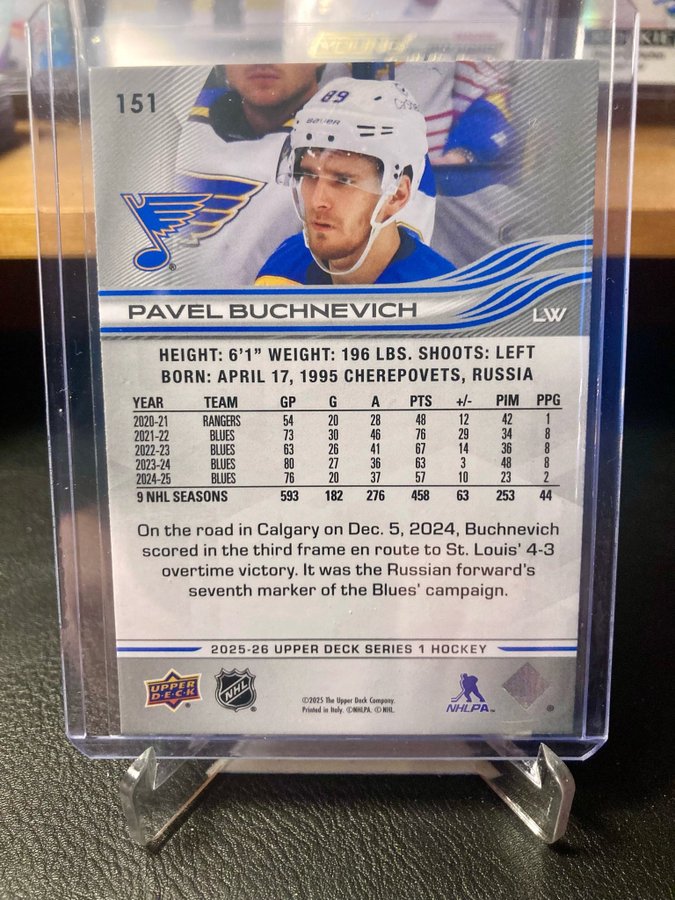 YOUNG
151
89
BAUER
PAVEL BUCHNEVICH
LW
HEIGHT: 6'1" WEIGHT: 196 LBS. SHOOTS: LEFT
BORN: APRIL 17, 1995 CHEREPOVETS, RUSSIA
YEAR TEAM GP G A PTS +/- PIM PPG
2020-21 RANGERS 54 20 28 48 12 42 1
2021-22 BLUES 73 30 46 76 29 34 8
2022-23 BLUES 63 26 41 67 14 36 8
2023-24 BLUES 80 27 36 63 3 48 8
2024-25 BLUES 76 20 37 57 10 23 2
9 NHL SEASONS 593 182 276 458 63 253 44
On the road in Calgary on Dec. 5, 2024, Buchnevich
scored in the third frame en route to St. Louis' 4-3
overtime victory. It was the Russian forward's
seventh marker of the Blues' campaign.
2025-26 UPPER DECK SERIES 1 HOCKEY
UPPER
D·E·C·K
NHL
©2025 The Upper Deck Company.
Printed in Italy. ©NHLPA. ©NHL.
NHLPA